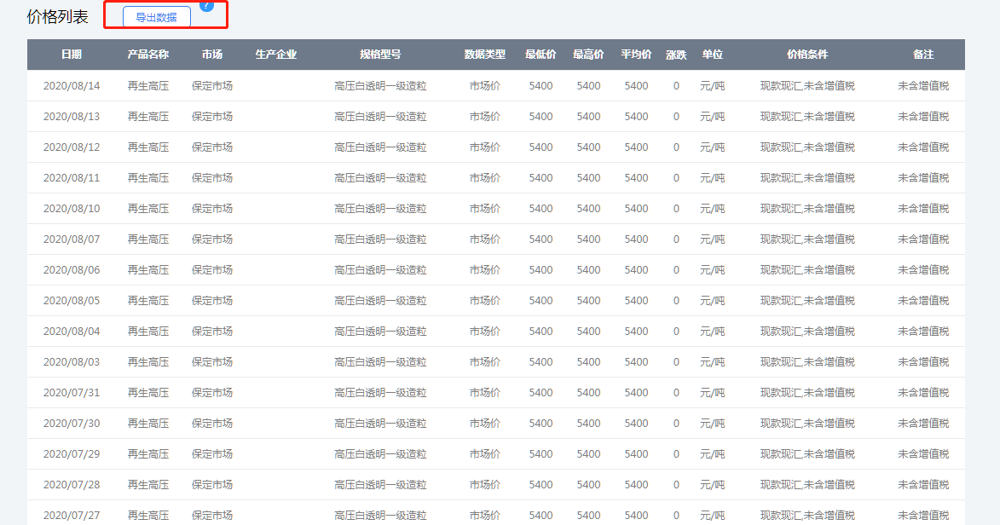 价格列表 导出数据 ?
日期 产品名称 市场 生产企业 规格型号 数据类型 最低价 最高价 平均价 涨跌 单位 价格条件 备注
2020/08/14 再生高压 保定市场 高压白透明一级造粒 市场价 5400 5400 5400 0 元/吨 现款现汇,未含增值税 未含增值税
2020/08/13 再生高压 保定市场 高压白透明一级造粒 市场价 5400 5400 5400 0 元/吨 现款现汇,未含增值税 未含增值税
2020/08/12 再生高压 保定市场 高压白透明一级造粒 市场价 5400 5400 5400 0 元/吨 现款现汇,未含增值税 未含增值税
2020/08/11 再生高压 保定市场 高压白透明一级造粒 市场价 5400 5400 5400 0 元/吨 现款现汇,未含增值税 未含增值税
2020/08/10 再生高压 保定市场 高压白透明一级造粒 市场价 5400 5400 5400 0 元/吨 现款现汇,未含增值税 未含增值税
2020/08/07 再生高压 保定市场 高压白透明一级造粒 市场价 5400 5400 5400 0 元/吨 现款现汇,未含增值税 未含增值税
2020/08/06 再生高压 保定市场 高压白透明一级造粒 市场价 5400 5400 5400 0 元/吨 现款现汇,未含增值税 未含增值税
2020/08/05 再生高压 保定市场 高压白透明一级造粒 市场价 5400 5400 5400 0 元/吨 现款现汇,未含增值税 未含增值税
2020/08/04 再生高压 保定市场 高压白透明一级造粒 市场价 5400 5400 5400 0 元/吨 现款现汇,未含增值税 未含增值税
2020/08/03 再生高压 保定市场 高压白透明一级造粒 市场价 5400 5400 5400 0 元/吨 现款现汇,未含增值税 未含增值税
2020/07/31 再生高压 保定市场 高压白透明一级造粒 市场价 5400 5400 5400 0 元/吨 现款现汇,未含增值税 未含增值税
2020/07/30 再生高压 保定市场 高压白透明一级造粒 市场价 5400 5400 5400 0 元/吨 现款现汇,未含增值税 未含增值税
2020/07/29 再生高压 保定市场 高压白透明一级造粒 市场价 5400 5400 5400 0 元/吨 现款现汇,未含增值税 未含增值税
2020/07/28 再生高压 保定市场 高压白透明一级造粒 市场价 5400 5400 5400 0 元/吨 现款现汇,未含增值税 未含增值税
2020/07/27 再生高压 保定市场 高压白透明一级造粒 市场价 5400 5400 5400 0 元/吨 现款现汇,未含增值税 未含增值税